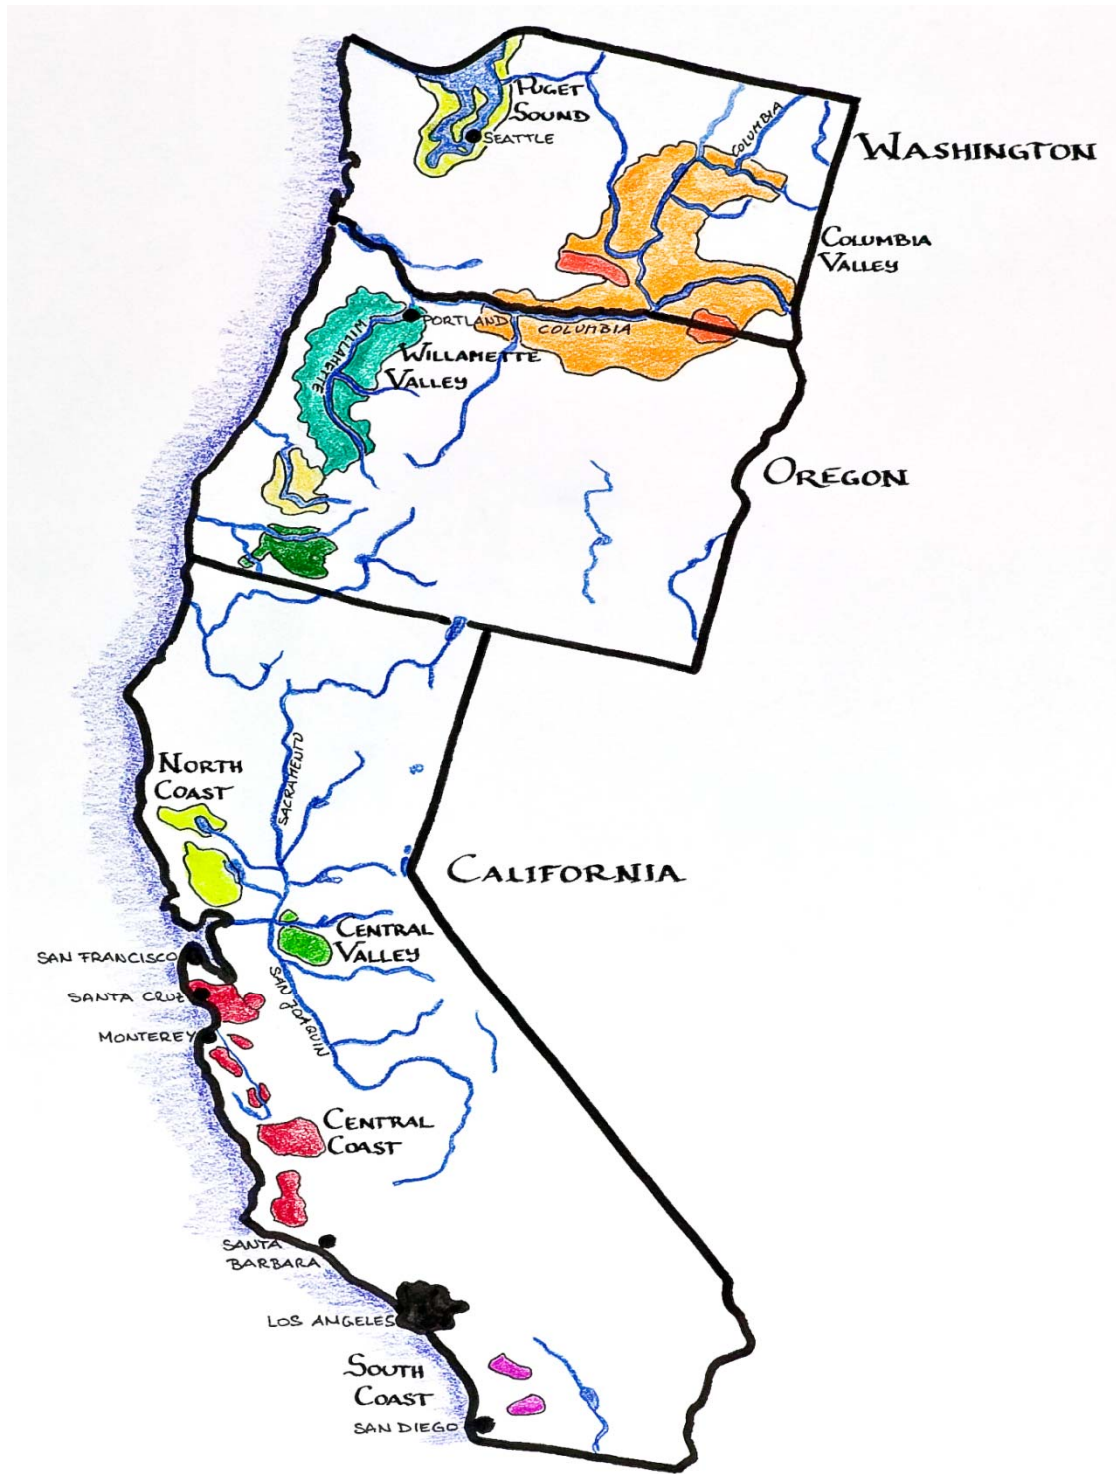 PUGET
SOUND
SEATTLE
COLUMBIA
WASHINGTON
COLUMBIA
VALLEY
PORTLAND
COLUMBIA
WILLAMETTE
WILLAMETTE
VALLEY
OREGON
SACRAMENTO
NORTH
COAST
CALIFORNIA
CENTRAL
VALLEY
SAN FRANCISCO
SAN JOAQUIN
SANTA CRUZ
MONTEREY
CENTRAL
COAST
SANTA
BARBARA
LOS ANGELES
SOUTH
COAST
SAN DIEGO